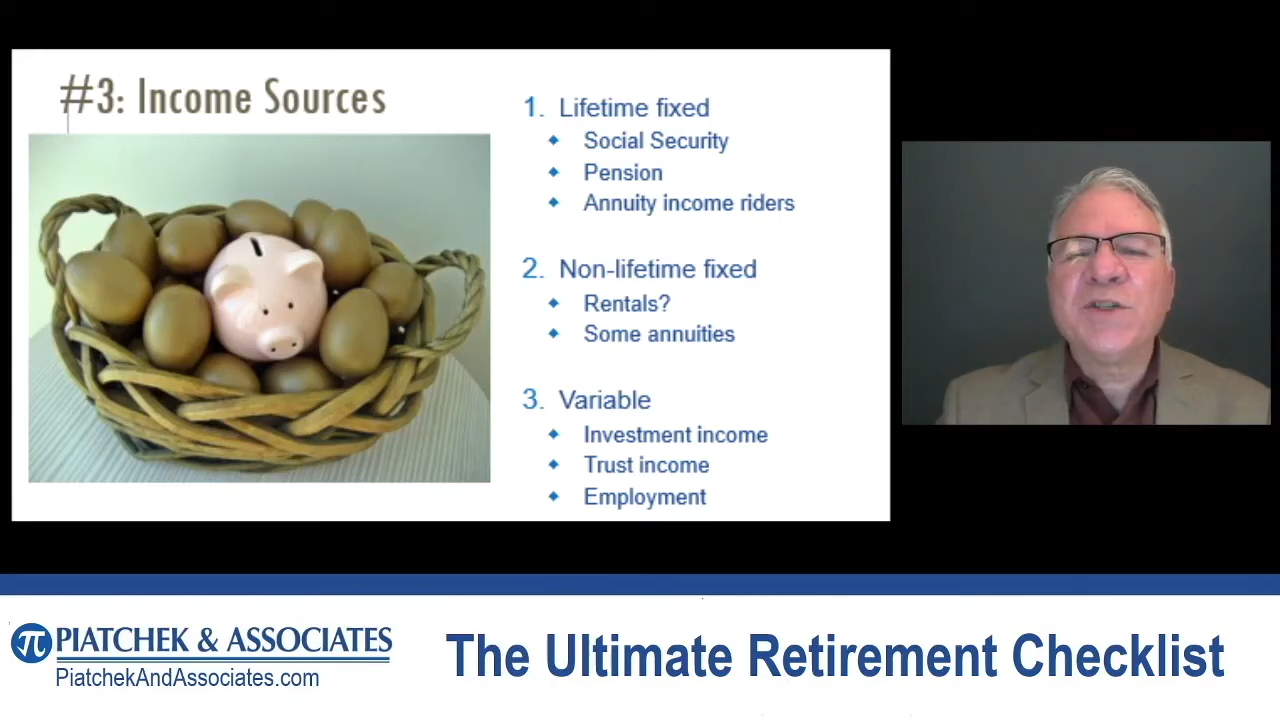 #3: Income Sources
1. Lifetime fixed
Social Security
Pension
Annuity income riders
2. Non-lifetime fixed
Rentals?
Some annuities
3. Variable
Investment income
Trust income
Employment
π PIATCHEK & ASSOCIATES
PiatchekAndAssociates.com
The Ultimate Retirement Checklist